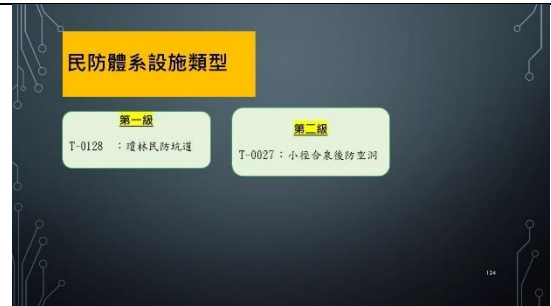 民防體系設施類型
第一級
T-0128 ：瓊林民防坑道
第二級
T-0027：小徑合泉後防空洞
124